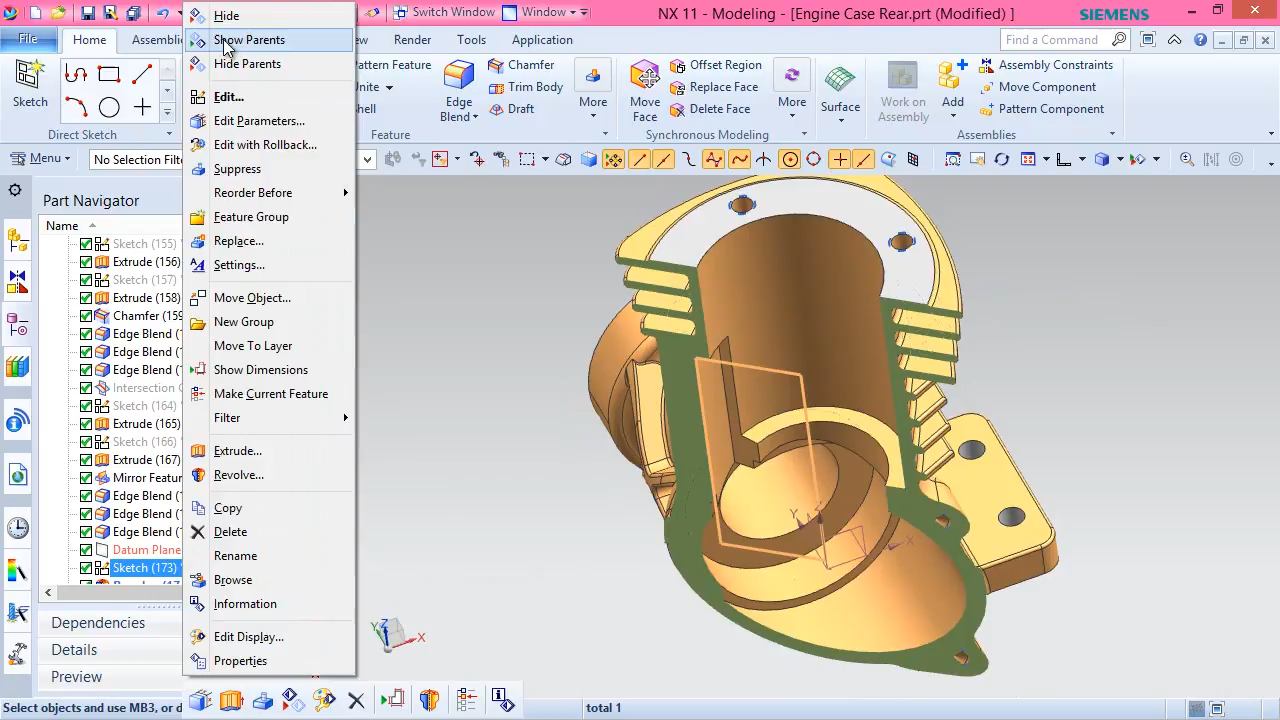 Switch Window
Window
NX 11 - Modeling - [Engine Case Rear.prt (Modified) ]
SIEMENS
File
Home
Assemblie
ew
Render
Tools
Application
Find a Command
Sketch
Direct Sketch
Pattern Feature
Unite
Shell
Feature
Edge
Blend
Chamfer
Trim Body
Draft
More
Move
Face
Offset Region
Replace Face
Delete Face
Synchronous Modeling
More
Surface
Work on
Assembly
Add
Assembly Constraints
Move Component
Pattern Component
Assemblies
Menu
No Selection Filte
Part Navigator
Name
Sketch (155)
Extrude (156)
Sketch (157)
Extrude (158)
Chamfer (159
Edge Blend (
Edge Blend (
Edge Blend (
Intersection C
Sketch (164)
Extrude (165)
Sketch (166)
Extrude (167)
Mirror Feature
Edge Blend (1
Edge Blend (1
Edge Blend (1
Datum Plane
Sketch (173)
Dependencies
Details
Preview
Hide
Show Parents
Hide Parents
Edit...
Edit Parameters...
Edit with Rollback...
Suppress
Reorder Before
Feature Group
Replace...
Settings...
Move Object...
New Group
Move To Layer
Show Dimensions
Make Current Feature
Filter
Extrude...
Revolve...
Copy
Delete
Rename
Browse
Information
Edit Display...
Properties
Y
Z
X
Y
Z
X
Select objects and use MB3, or d
total 1